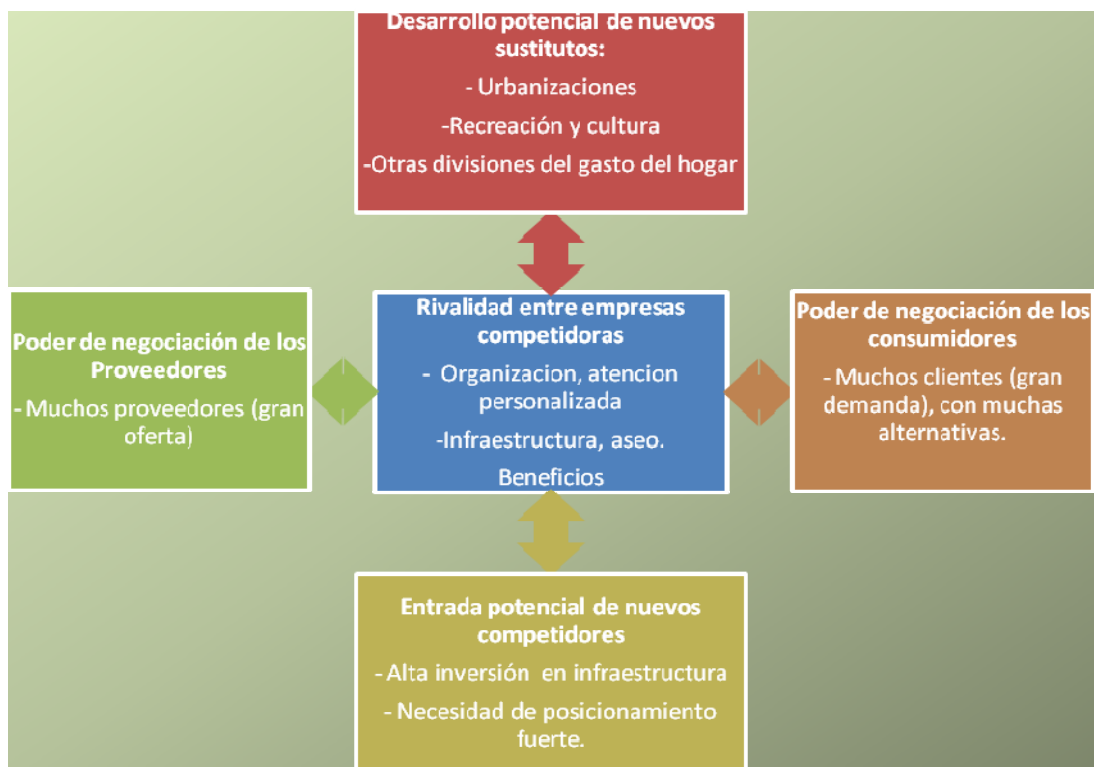 Desarrollo potencial de nuevos
sustitutos:
- Urbanizaciones
-Recreación y cultura
-Otras divisiones del gasto del hogar
Poder de negociación de los
Proveedores
- Muchos proveedores (gran
oferta)
Rivalidad entre empresas
competidoras
- Organizacion, atencion
personalizada
-Infraestructura, aseo.
Beneficios
Poder de negociación de los
consumidores
- Muchos clientes (gran
demanda), con muchas
alternativas.
Entrada potencial de nuevos
competidores
- Alta inversión en infraestructura
- Necesidad de posicionamiento
fuerte.